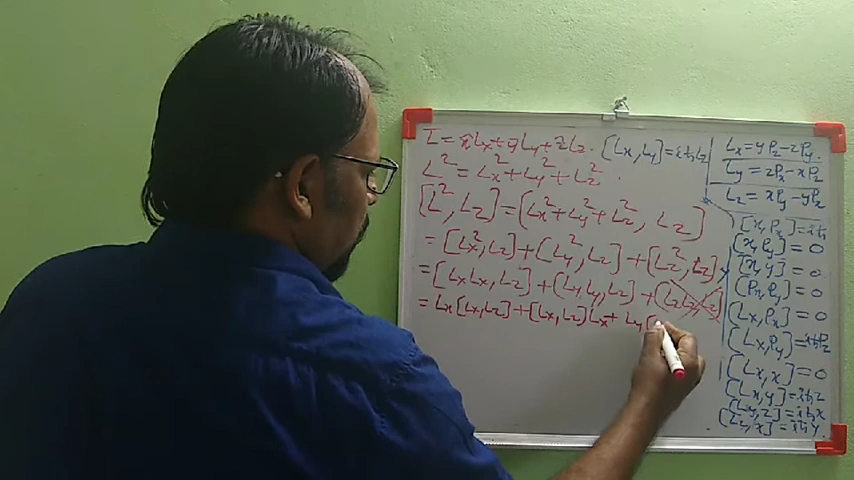 L = x̂Lx + ŷLy + ẑLz. [Lx, Ly] = iħLz
L² = Lx² + Ly² + Lz².
[L², Lz] = [Lx² + Ly² + Lz², Lz]
= [Lx², Lz] + [Ly², Lz] + [Lz², Lz]
= [LxLx, Lz] + [LyLy, Lz] + [LzLz, Lz]
= Lx[Lx, Lz] + [Lx, Lz]Lx + Ly[
Lx = yPz - zPy.
Ly = zPx - xPz
Lz = xPy - yPx
[x, Px] = iħ
[x, Py] = 0
[x, y] = 0
[Px, Py] = 0
[Lx, Px] = 0
[Lx, Py] = iħPz
[Lx, x] = 0
[Lx, y] = iħz
[Ly, z] = iħx
[Lz, x] = iħy